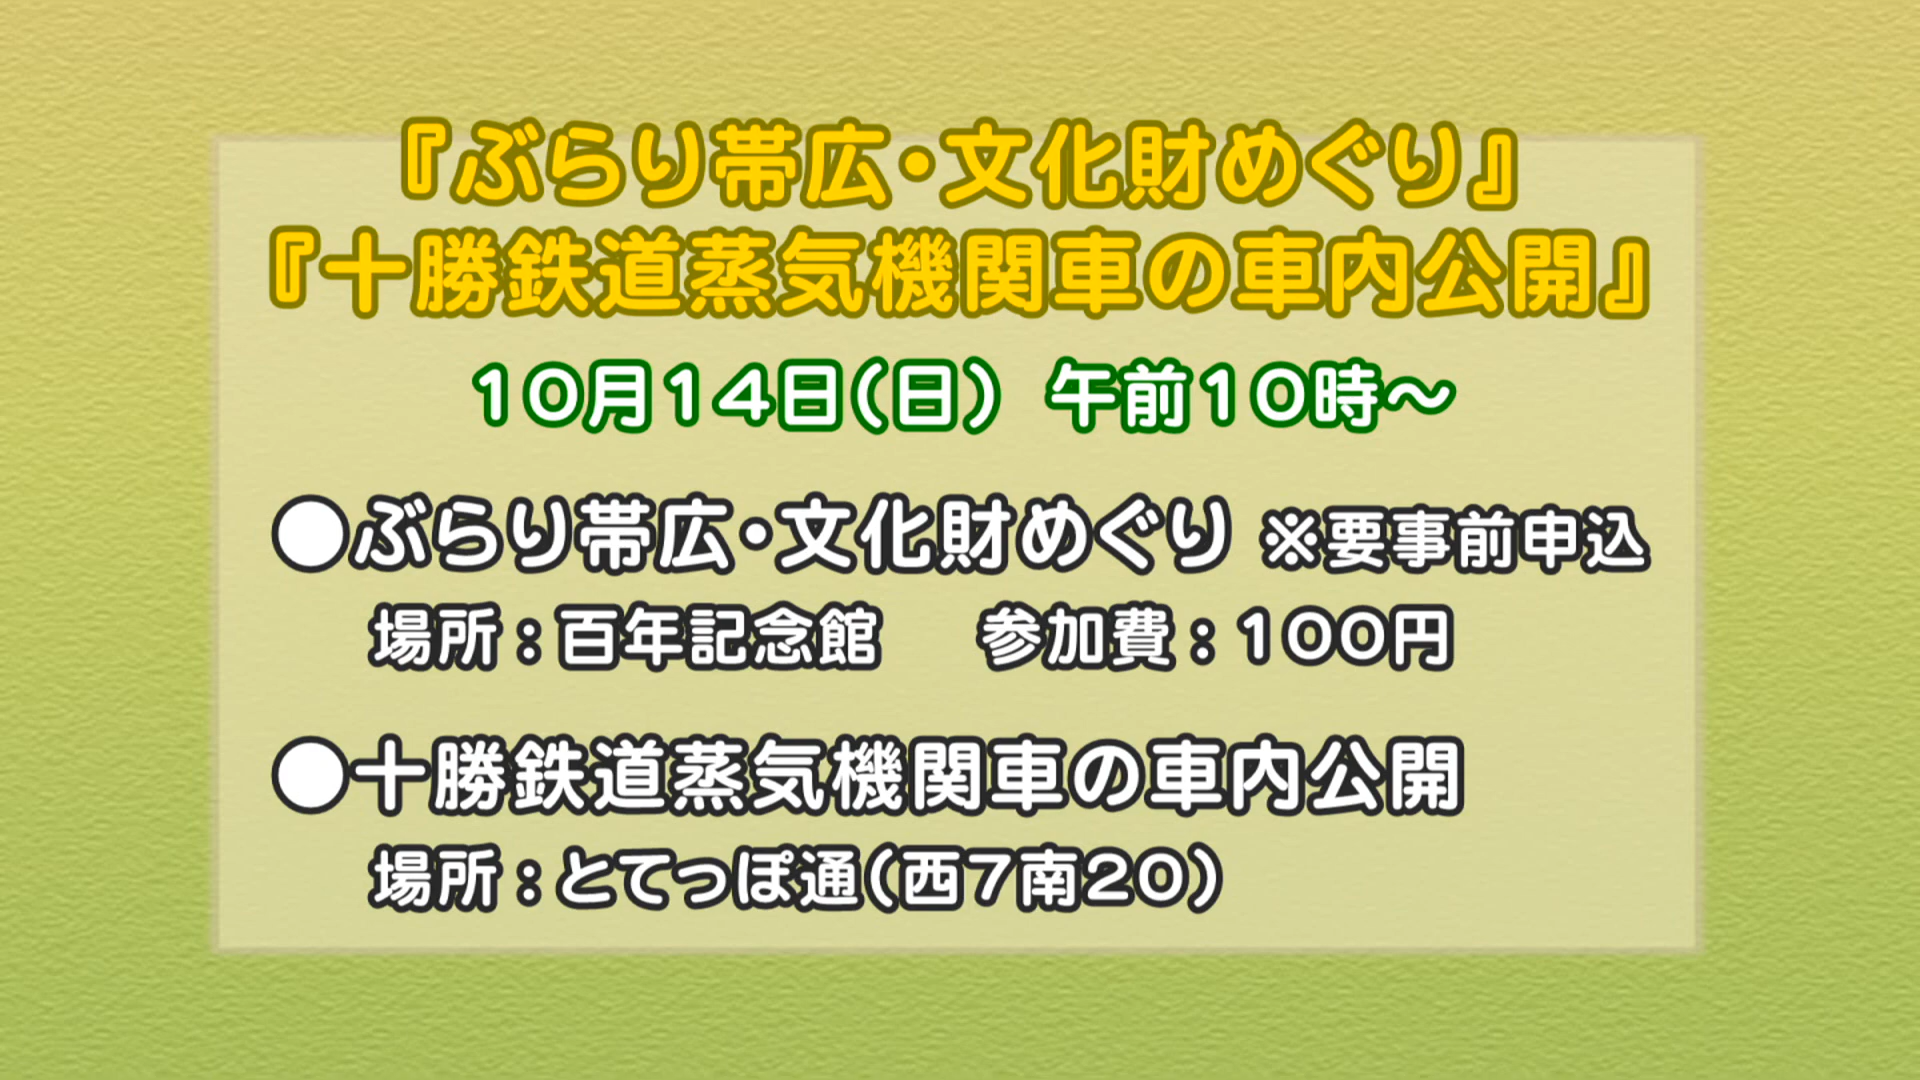 『ぶらり帯広・文化財めぐり』
『十勝鉄道蒸気機関車の車内公開』
10月14日(日) 午前10時～
●ぶらり帯広・文化財めぐり ※要事前申込
場所：百年記念館 参加費：100円
●十勝鉄道蒸気機関車の車内公開
場所：とてっぽ通(西7南20)